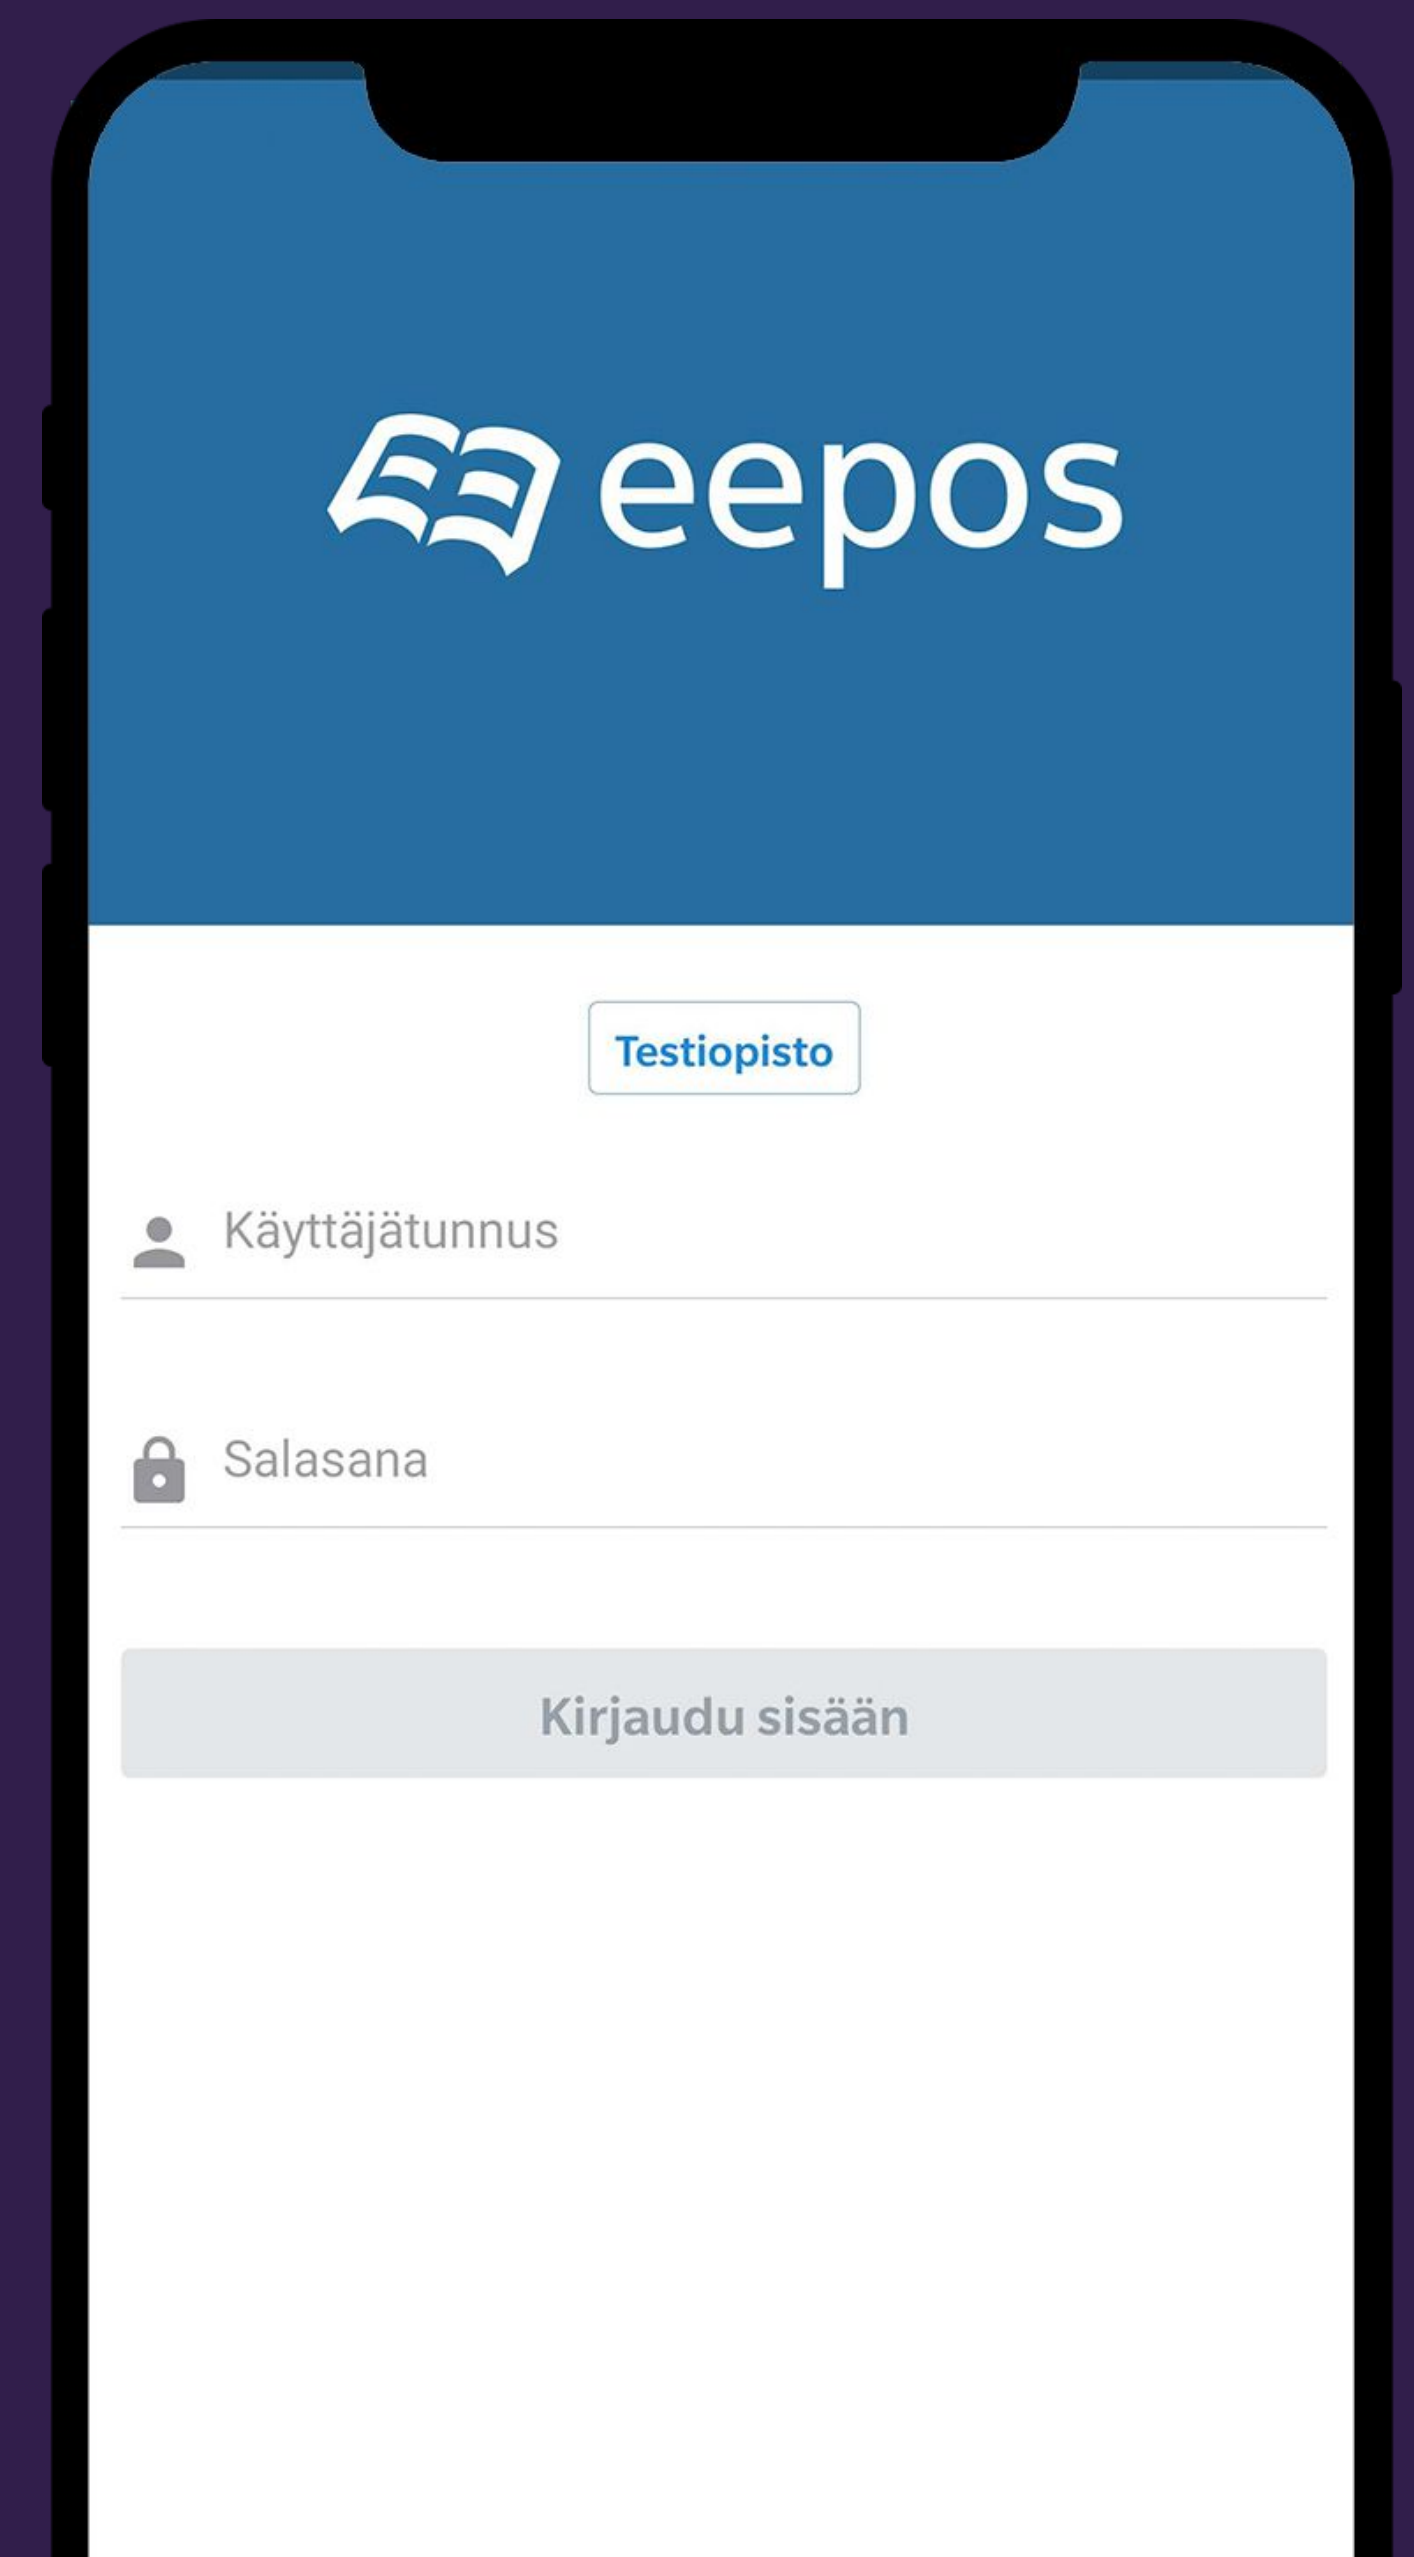 eepos
Testiopisto
Käyttäjätunnus
Salasana
Kirjaudu sisään